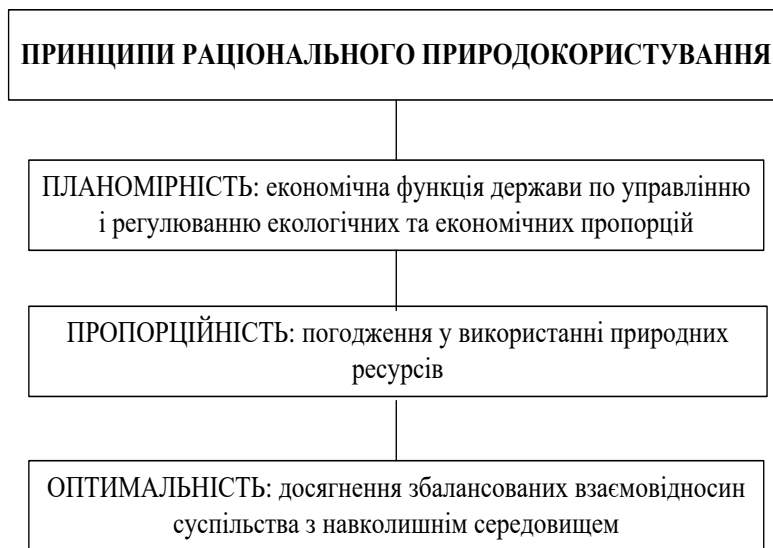 ПРИНЦИПИ РАЦІОНАЛЬНОГО ПРИРОДОКОРИСТУВАННЯ
ПЛАНОМІРНІСТЬ: економічна функція держави по управлінню
і регулюванню екологічних та економічних пропорцій
ПРОПОРЦІЙНІСТЬ: погодження у використанні природних
ресурсів
ОПТИМАЛЬНІСТЬ: досягнення збалансованих взаємовідносин
суспільства з навколишнім середовищем